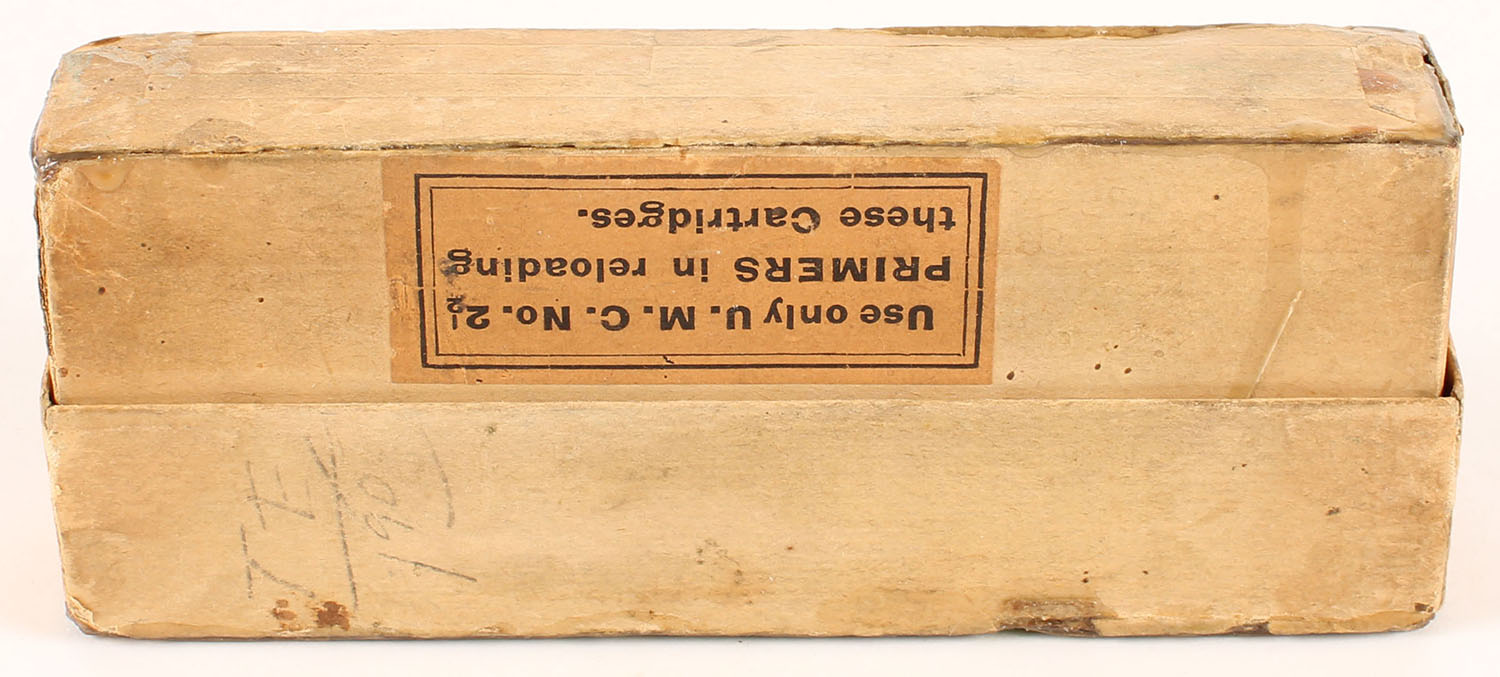 Use only U. M. C. No. 2½
PRIMERS in reloading
these Cartridges.